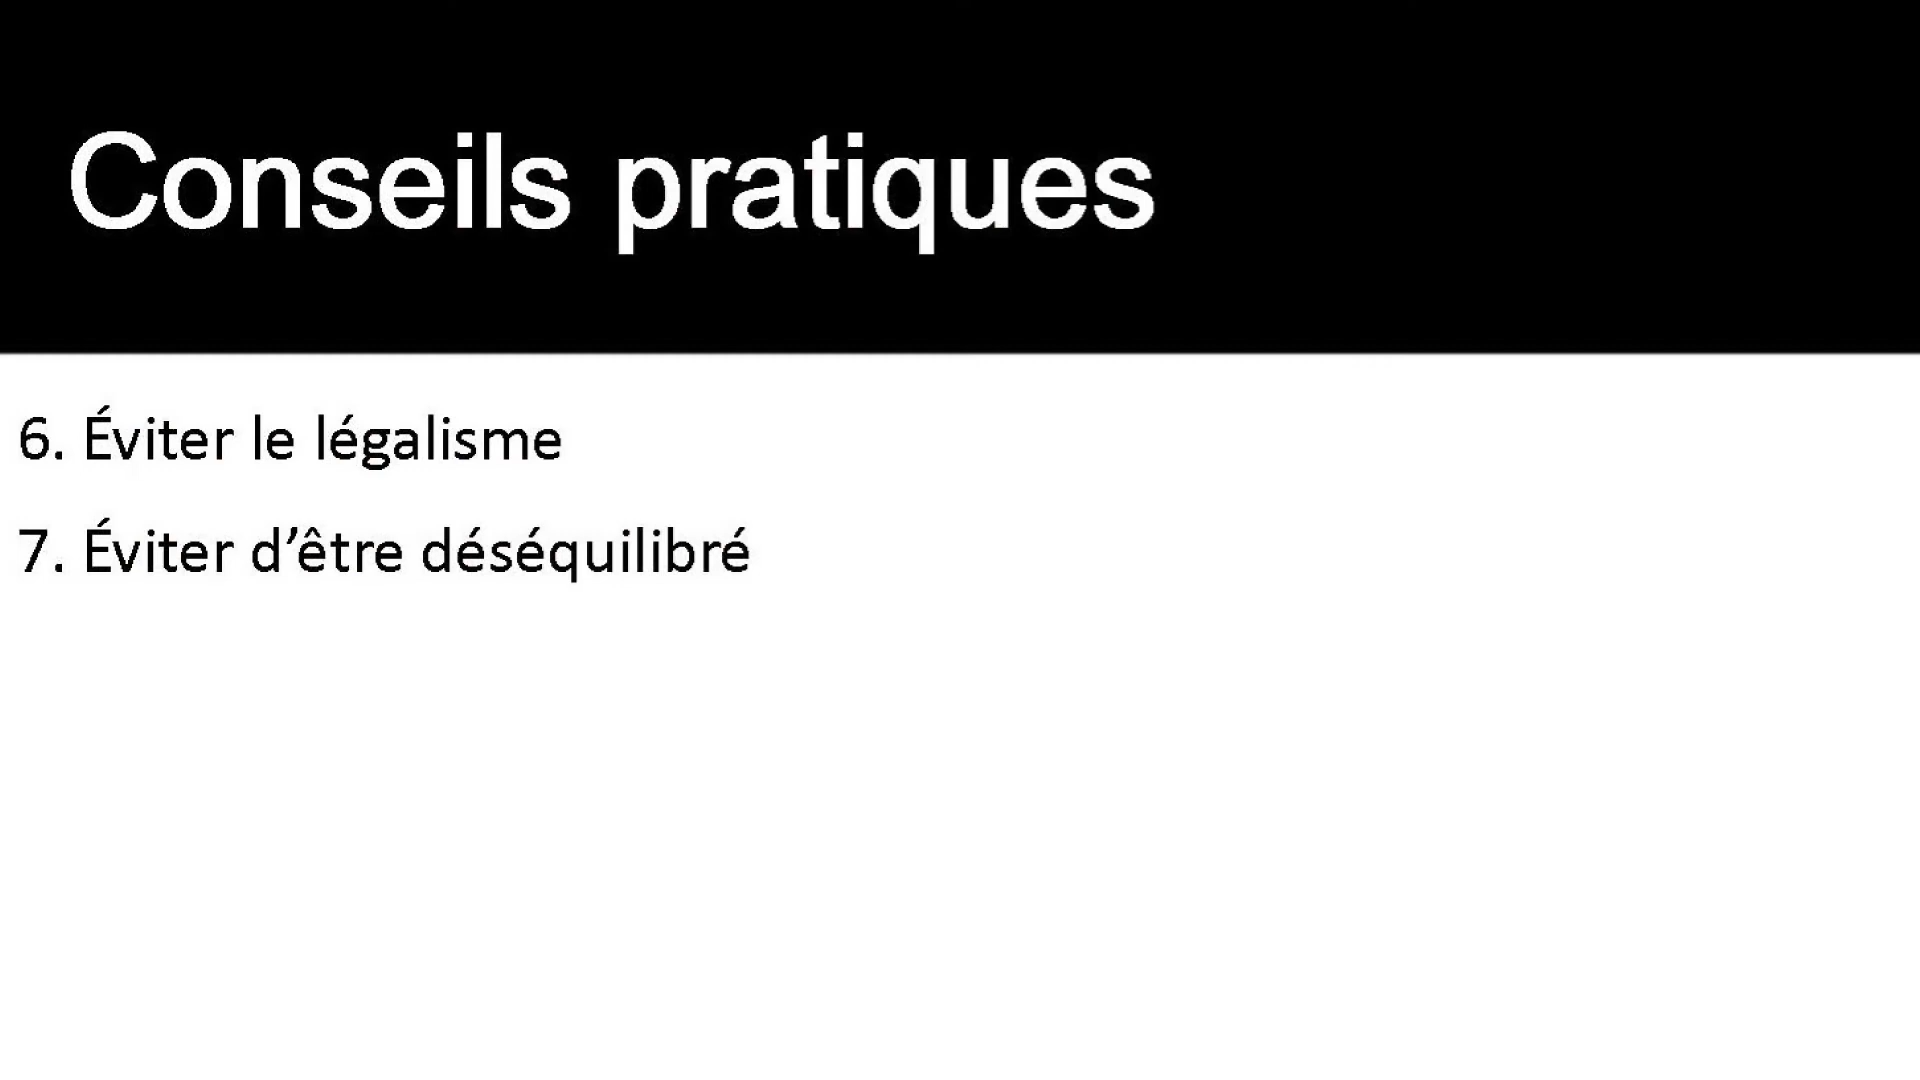 Conseils pratiques
6. Éviter le légalisme
7. Éviter d’être déséquilibré